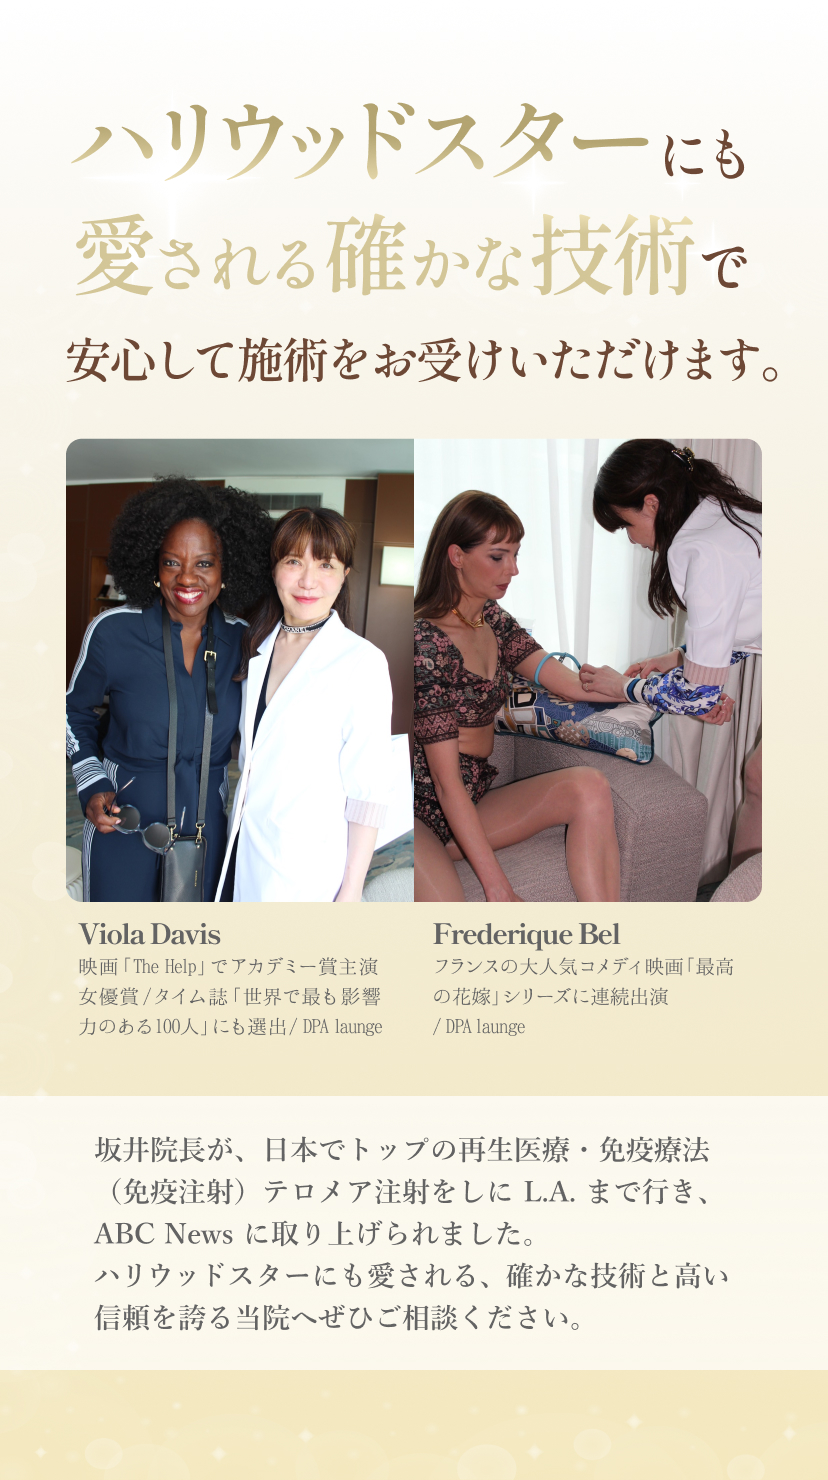 ハリウッドスターにも
愛される確かな技術で
安心して施術をお受けいただけます。
CHANEL
Viola Davis
映画「The Help」でアカデミー賞主演
女優賞/タイム誌「世界で最も影響
力のある100人」にも選出/ DPA launge
Frederique Bel
フランスの大人気コメディ映画「最高
の花嫁」シリーズに連続出演
/ DPA launge
坂井院長が、日本でトップの再生医療・免疫療法
（免疫注射）テロメア注射をしに L.A. まで行き、
ABC News に取り上げられました。
ハリウッドスターにも愛される、確かな技術と高い
信頼を誇る当院へぜひご相談ください。